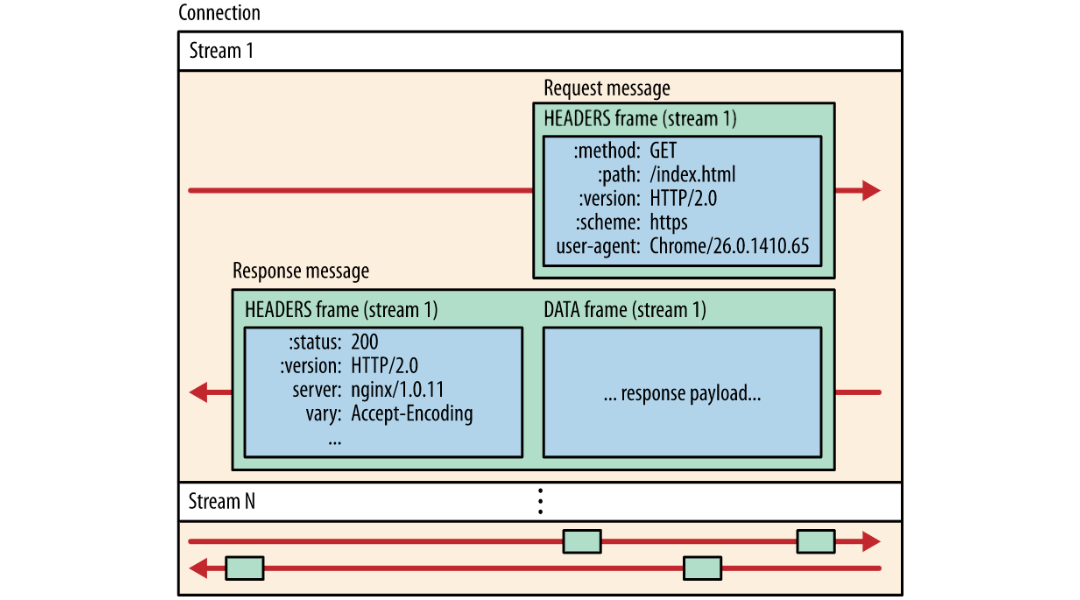 Connection
Stream 1
Request message
HEADERS frame (stream 1)
:method: GET
:path: /index.html
:version: HTTP/2.0
:scheme: https
user-agent: Chrome/26.0.1410.65
Response message
HEADERS frame (stream 1)
:status: 200
:version: HTTP/2.0
server: nginx/1.0.11
vary: Accept-Encoding
...
DATA frame (stream 1)
... response payload...
Stream N